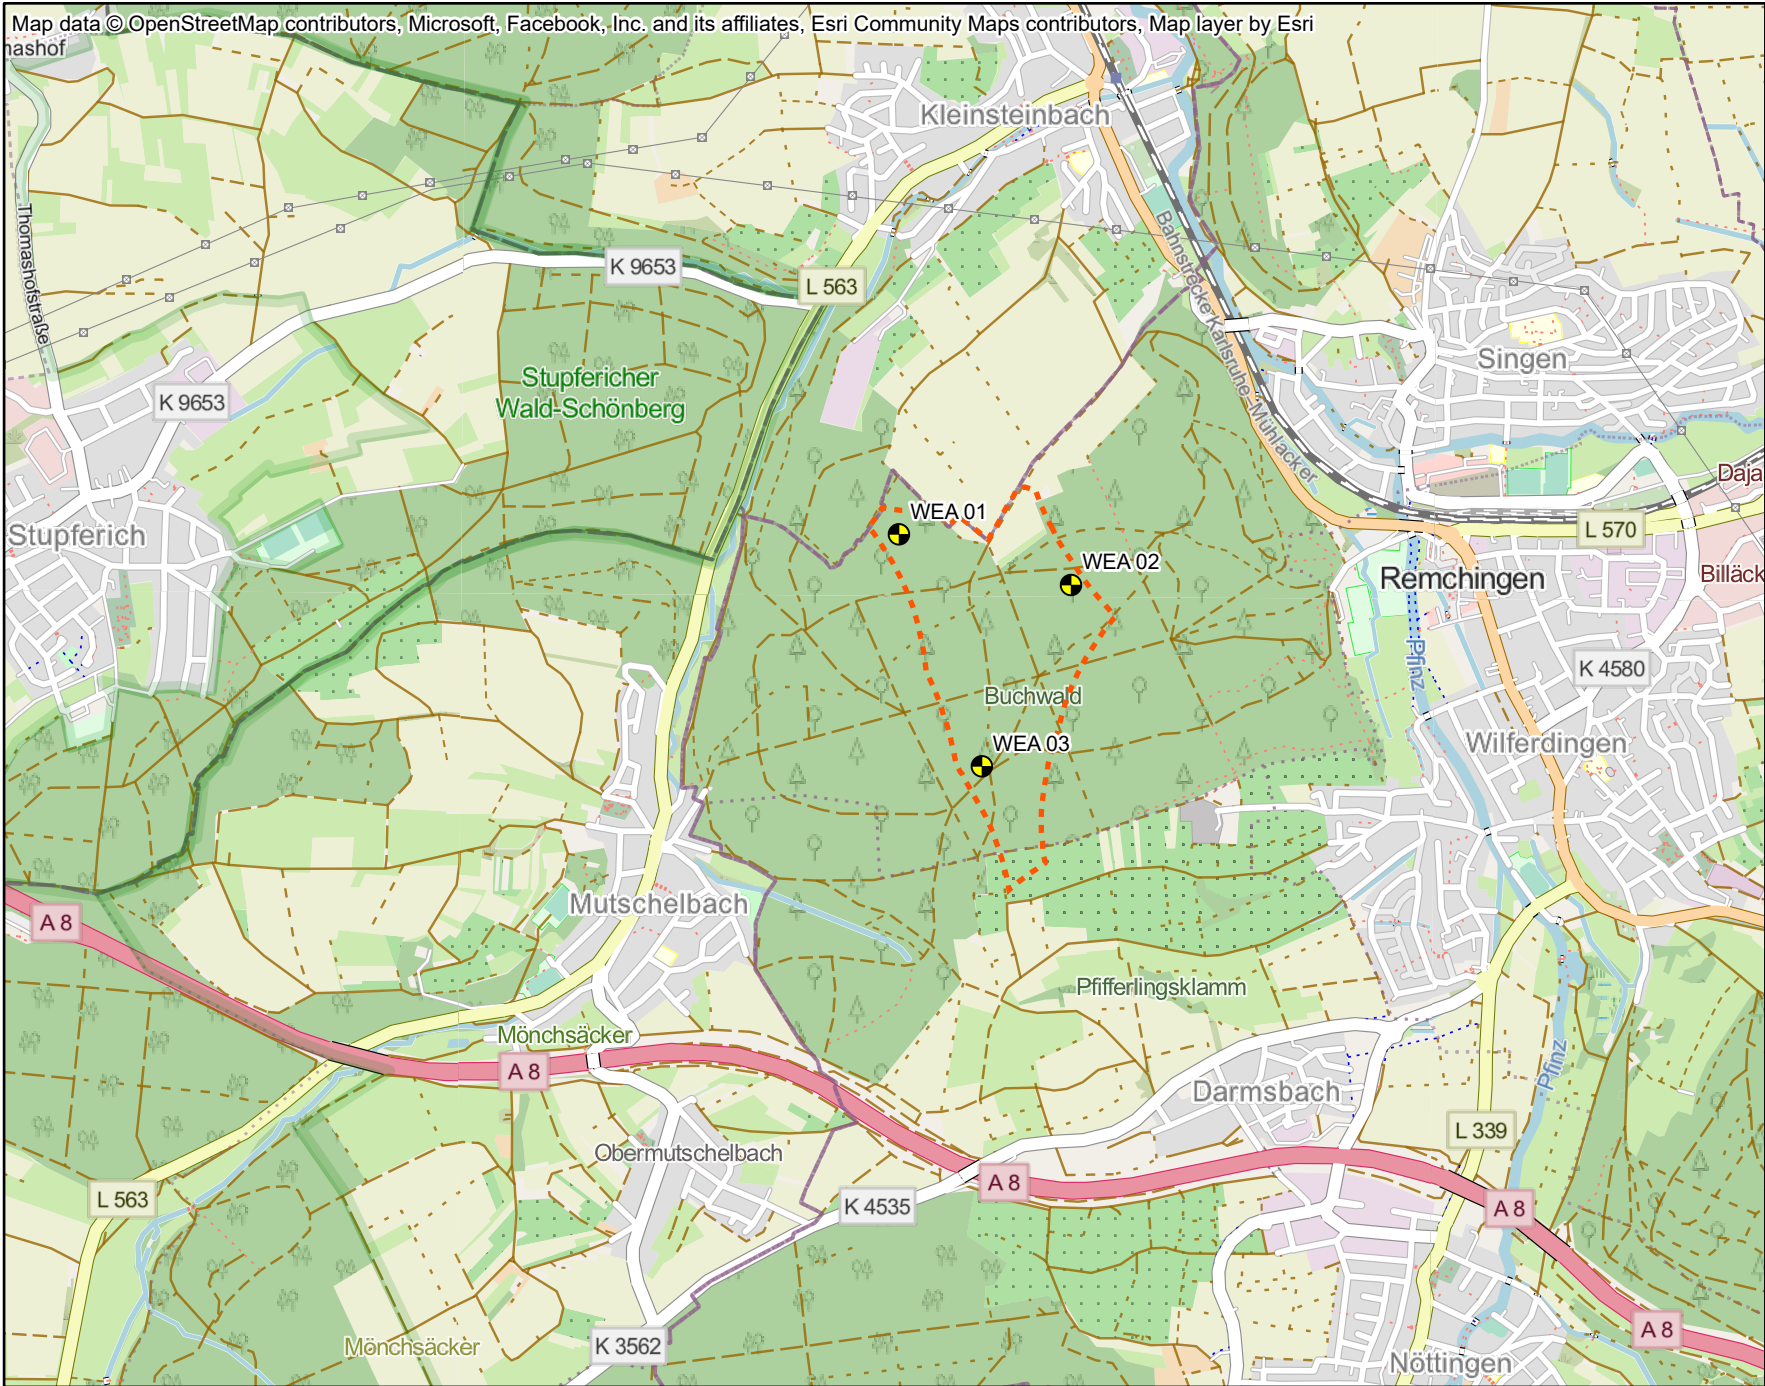 Map data © OpenStreetMap contributors, Microsoft, Facebook, Inc. and its affiliates, Esri Community Maps contributors, Map layer by Esri
mashof
Kleinsteinbach
Thomashofstraße
Bahnstrecke Karlsruhe-Mühlacker
K 9653
L 563
Singen
Stupfericher
Wald-Schönberg
K 9653
Daja
WEA 01
L 570
Stupferich
WEA 02
Remchingen
Billäck
Pfinz
K 4580
Buchwald
WEA 03
Wilferdingen
Mutschelbach
A 8
Pfifferlingsklamm
Mönchsäcker
A 8
Pfinz
Darmsbach
L 339
Obermutschelbach
A 8
L 563
K 4535
A 8
A 8
K 3562
Mönchsäcker
Nöttingen